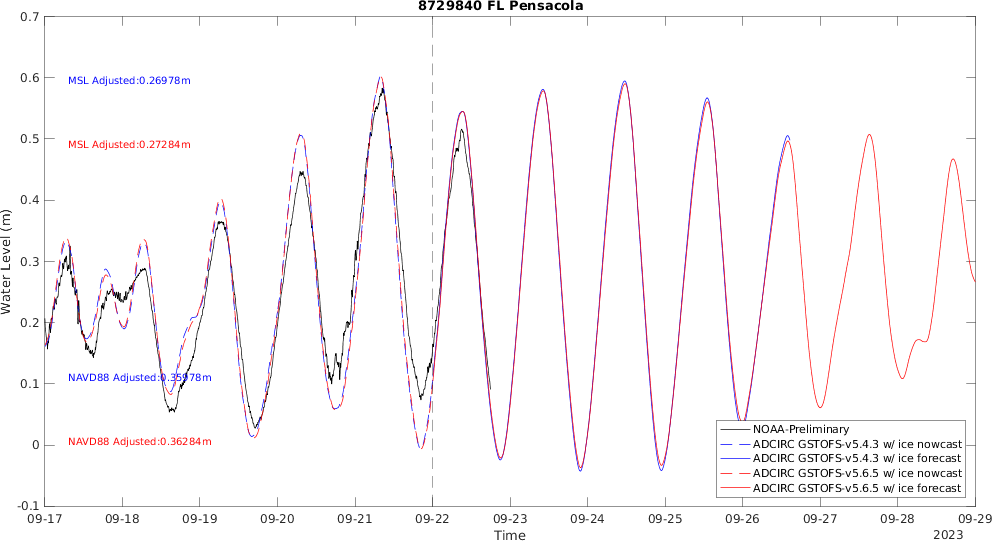 8729840 FL Pensacola
0.7
0.6
0.5
0.4
0.3
0.2
0.1
0
-0.1
Water Level (m)
MSL Adjusted:0.26978m
MSL Adjusted:0.27284m
NAVD88 Adjusted:0.35978m
NAVD88 Adjusted:0.36284m
NOAA-Preliminary
ADCIRC GSTOFS-v5.4.3 w/ ice nowcast
ADCIRC GSTOFS-v5.4.3 w/ ice forecast
ADCIRC GSTOFS-v5.6.5 w/ ice nowcast
ADCIRC GSTOFS-v5.6.5 w/ ice forecast
09-17 09-18 09-19 09-20 09-21 09-22 09-23 09-24 09-25 09-26 09-27 09-28 09-29
Time
2023